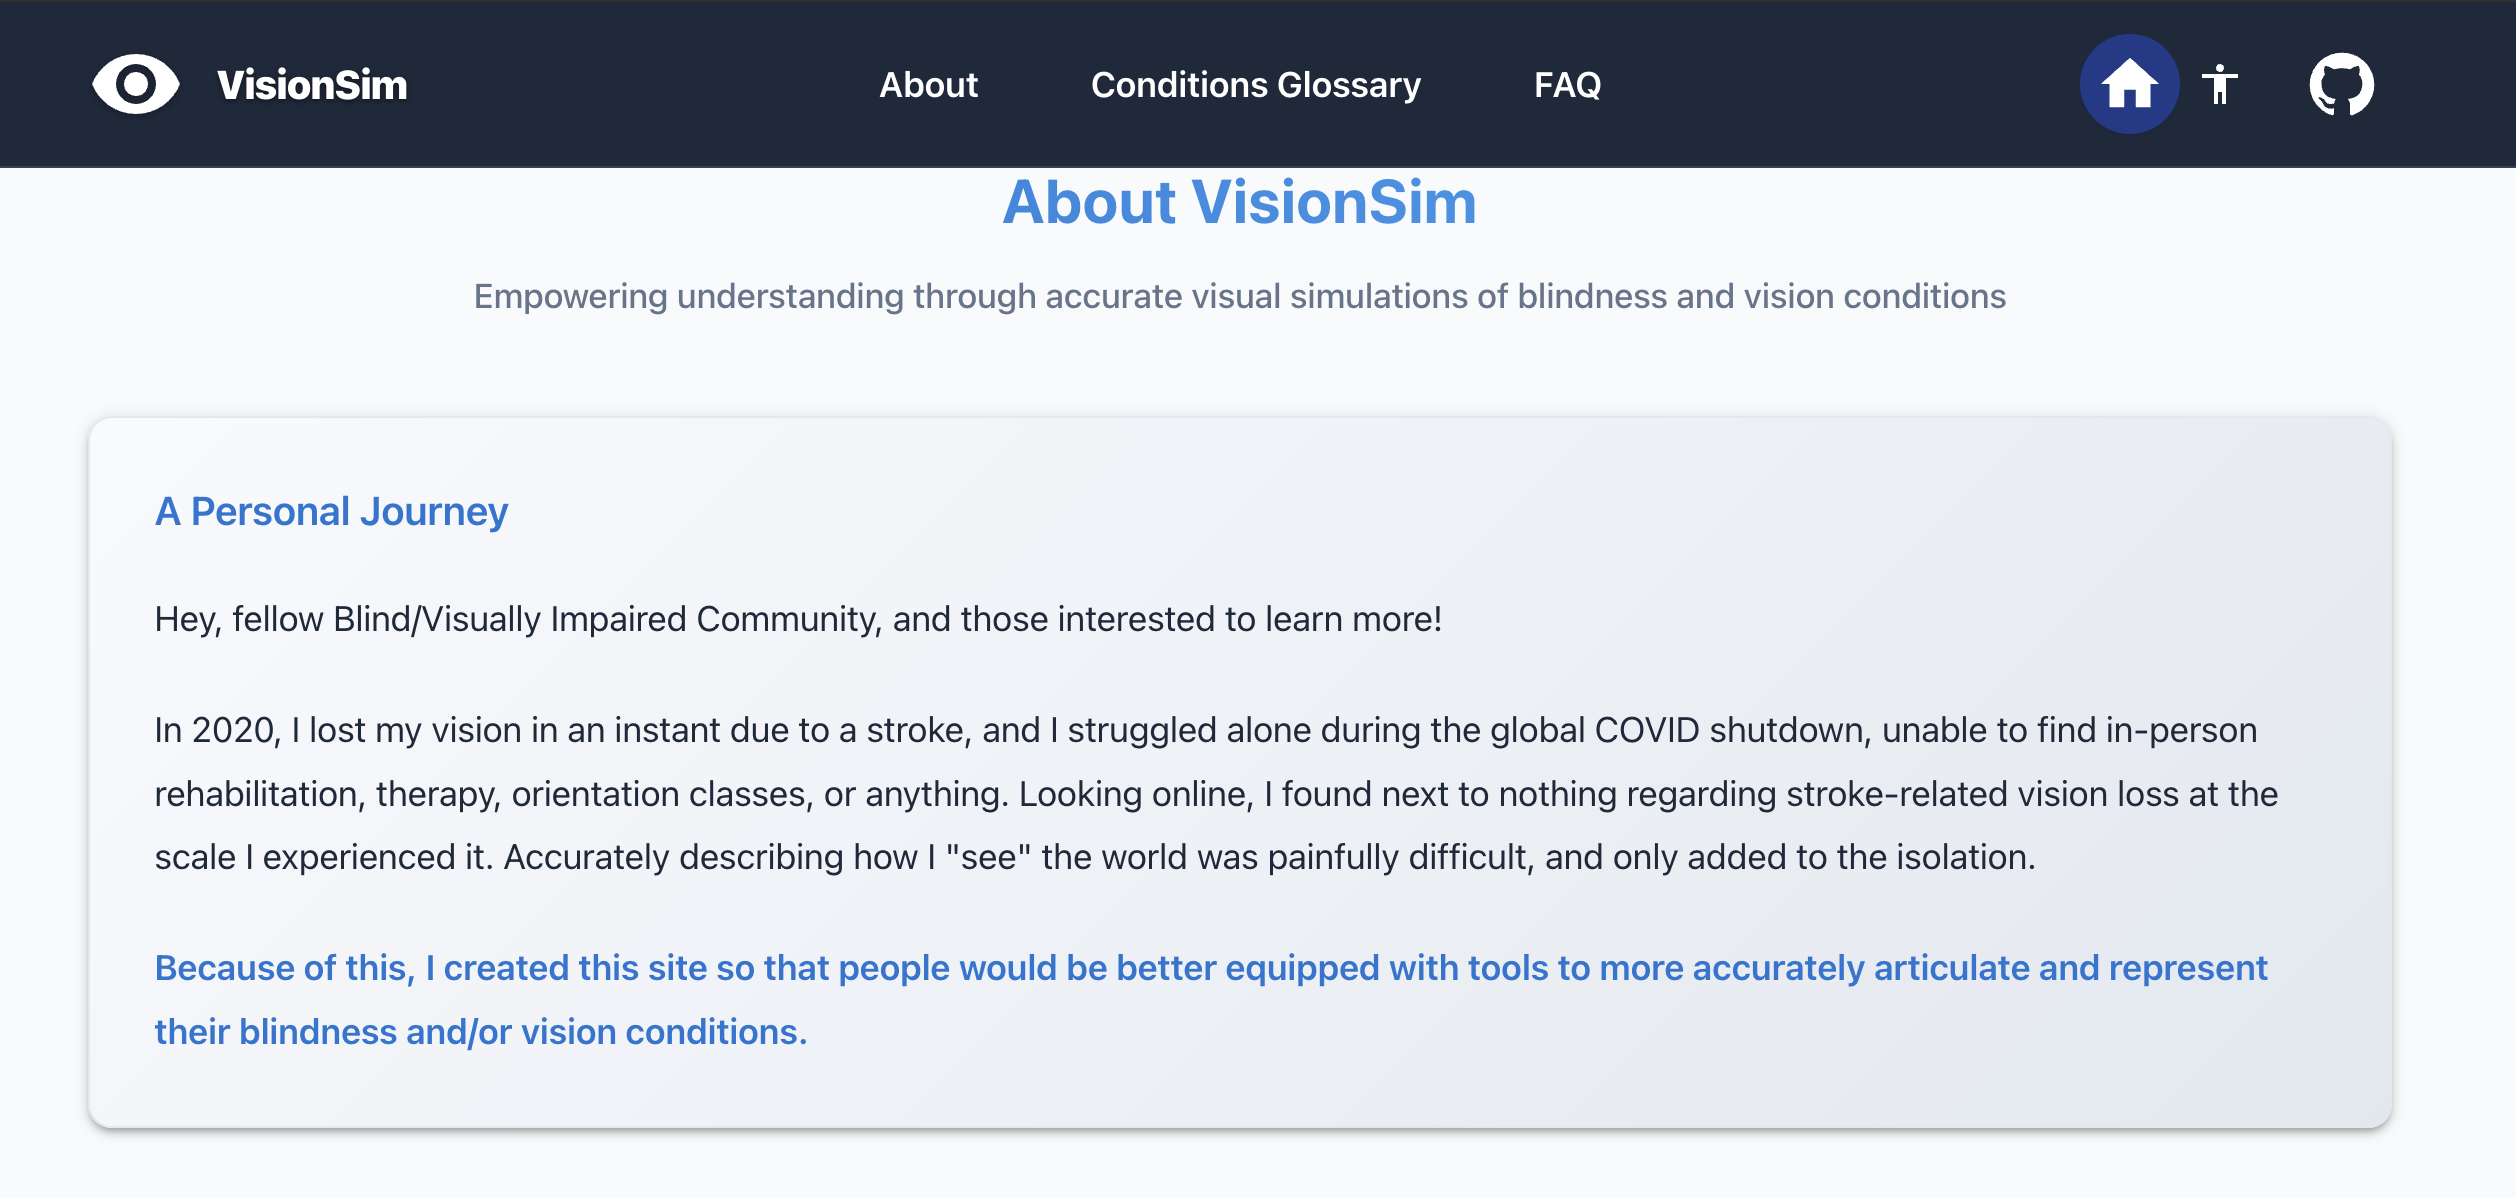 VisionSim
About
Conditions Glossary
FAQ
About VisionSim
Empowering understanding through accurate visual simulations of blindness and vision conditions
A Personal Journey
Hey, fellow Blind/Visually Impaired Community, and those interested to learn more!
In 2020, I lost my vision in an instant due to a stroke, and I struggled alone during the global COVID shutdown, unable to find in-person
rehabilitation, therapy, orientation classes, or anything. Looking online, I found next to nothing regarding stroke-related vision loss at the
scale I experienced it. Accurately describing how I "see" the world was painfully difficult, and only added to the isolation.
Because of this, I created this site so that people would be better equipped with tools to more accurately articulate and represent
their blindness and/or vision conditions.